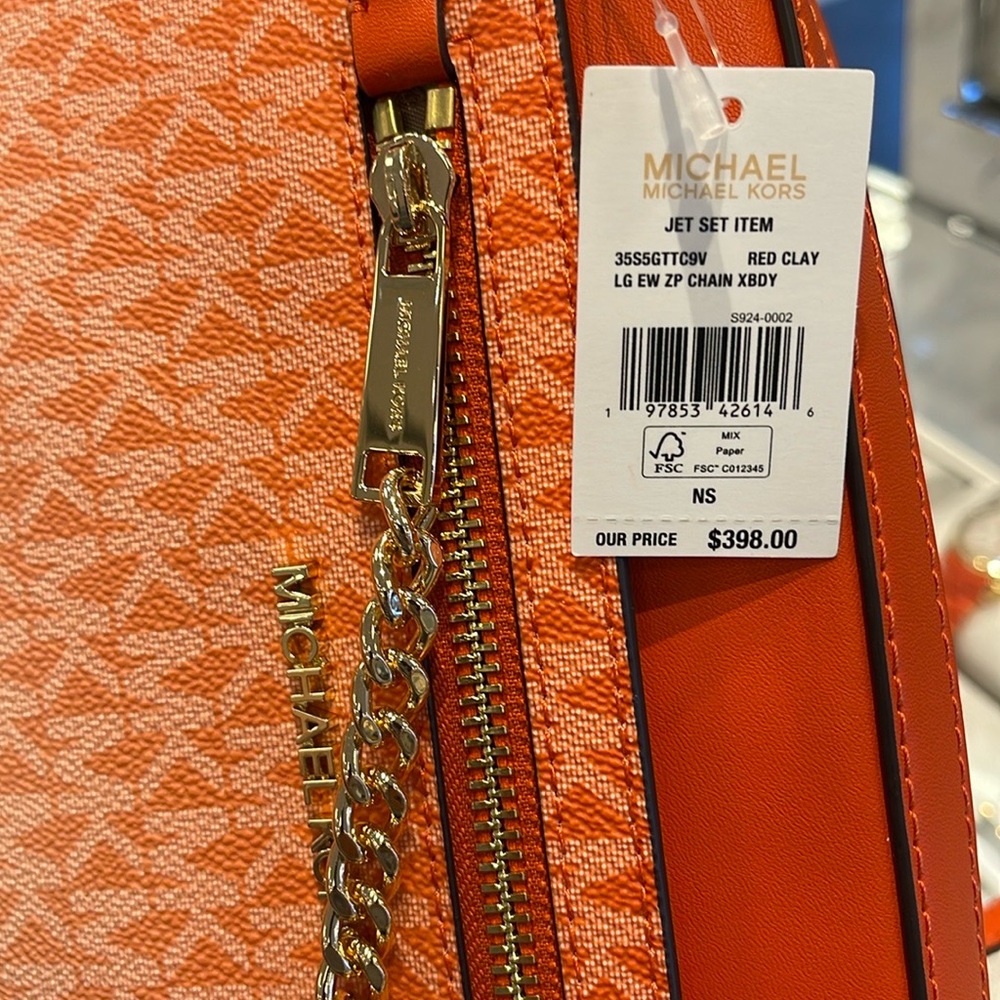 MICHAEL
MICHAEL KORS
JET SET ITEM
35S5GTTC9V RED CLAY
LG EW ZP CHAIN XBDY
S924-0002
1 97853 42614 6
FSC
MIX
Paper
FSC™ C012345
NS
OUR PRICE $398.00
MICHAEL KORS
MICHAEL